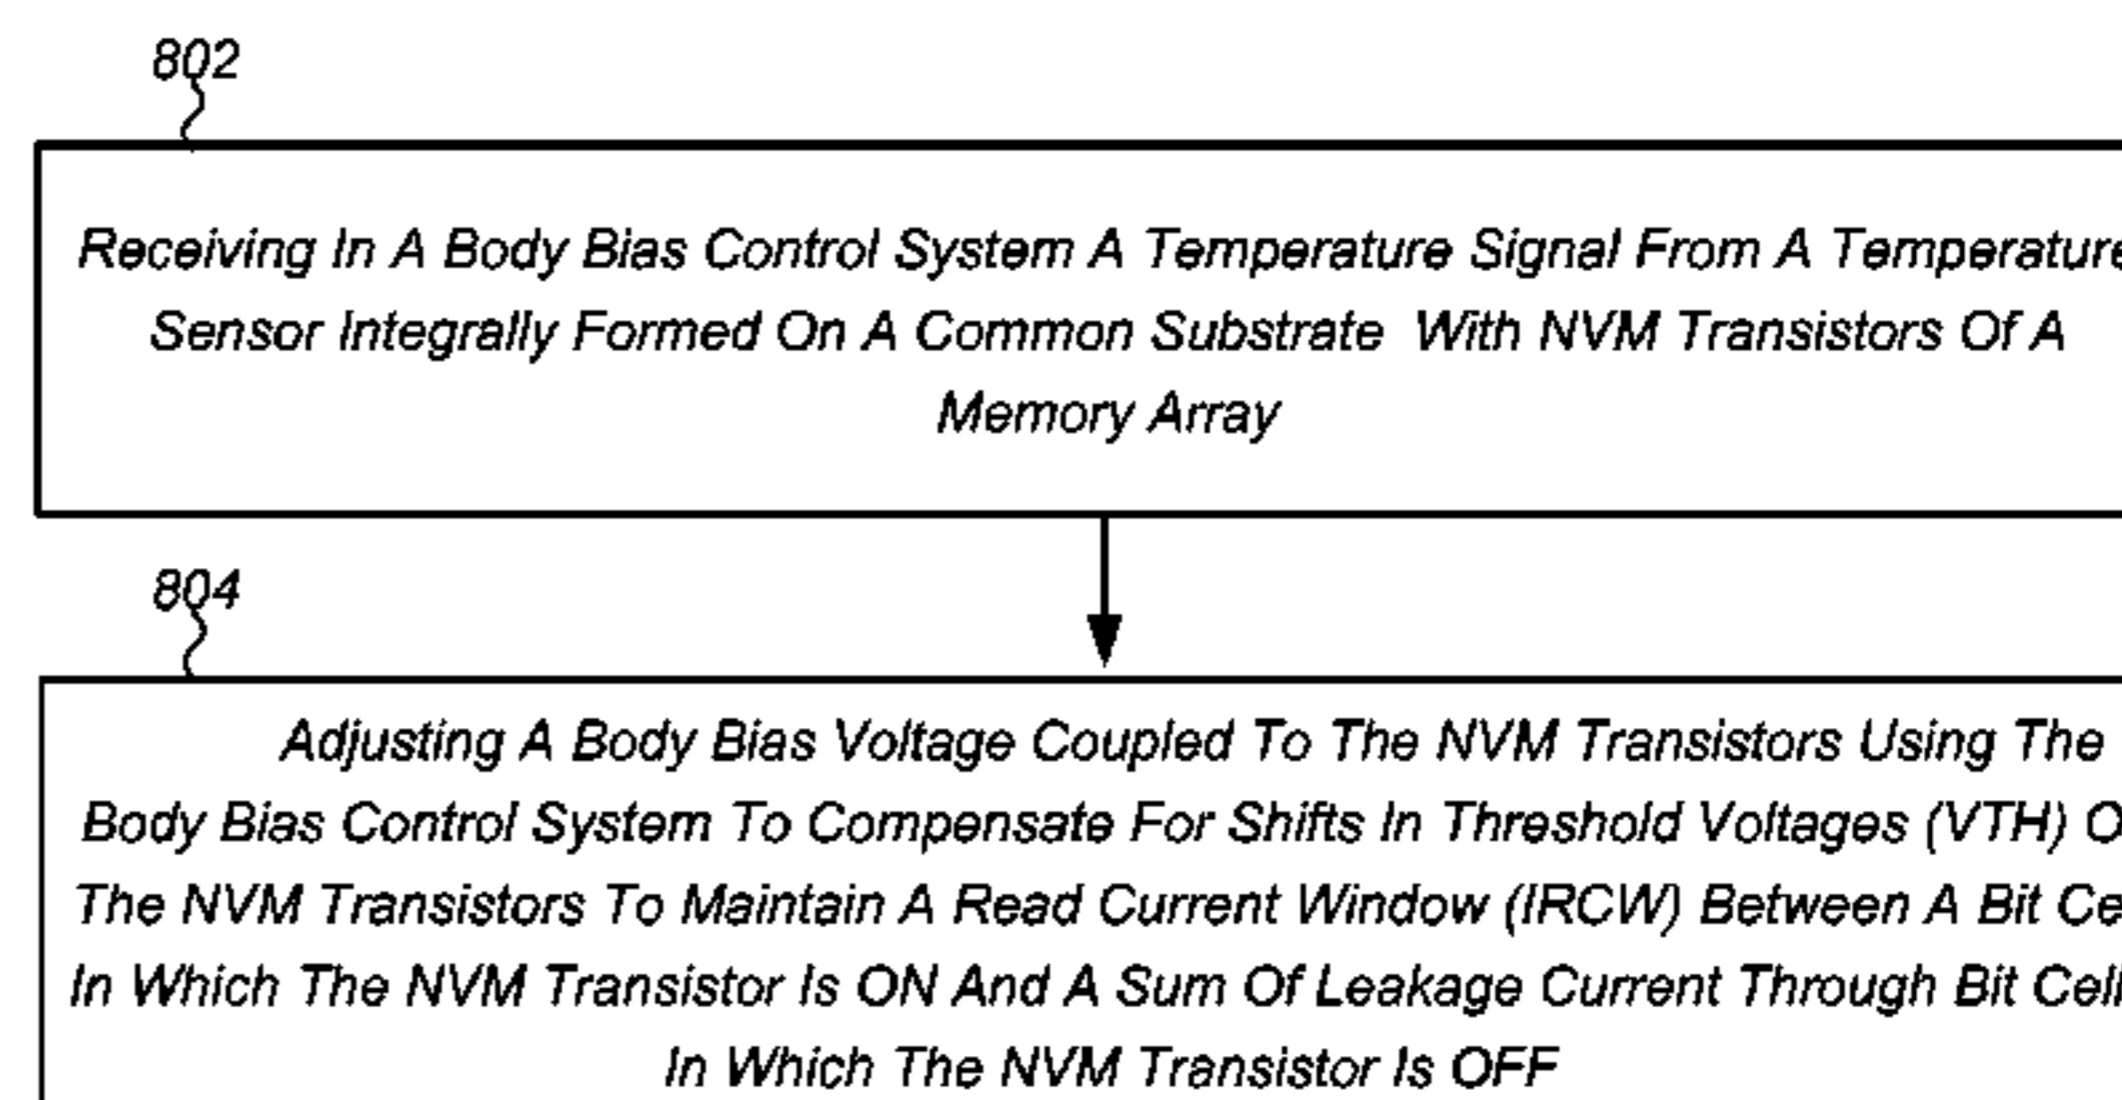 802
Receiving In A Body Bias Control System A Temperature Signal From A Temperature
Sensor Integrally Formed On A Common Substrate With NVM Transistors Of A
Memory Array
804
Adjusting A Body Bias Voltage Coupled To The NVM Transistors Using The
Body Bias Control System To Compensate For Shifts In Threshold Voltages (VTH)
The NVM Transistors To Maintain A Read Current Window (IRCW) Between A Bit
In Which The NVM Transistor Is ON And A Sum Of Leakage Current Through Bit
In Which The NVM Transistor Is OFF